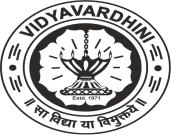 VIDYAVARDHINI
Estd. 1971
॥ सा विद्या या विमुक्तये ॥